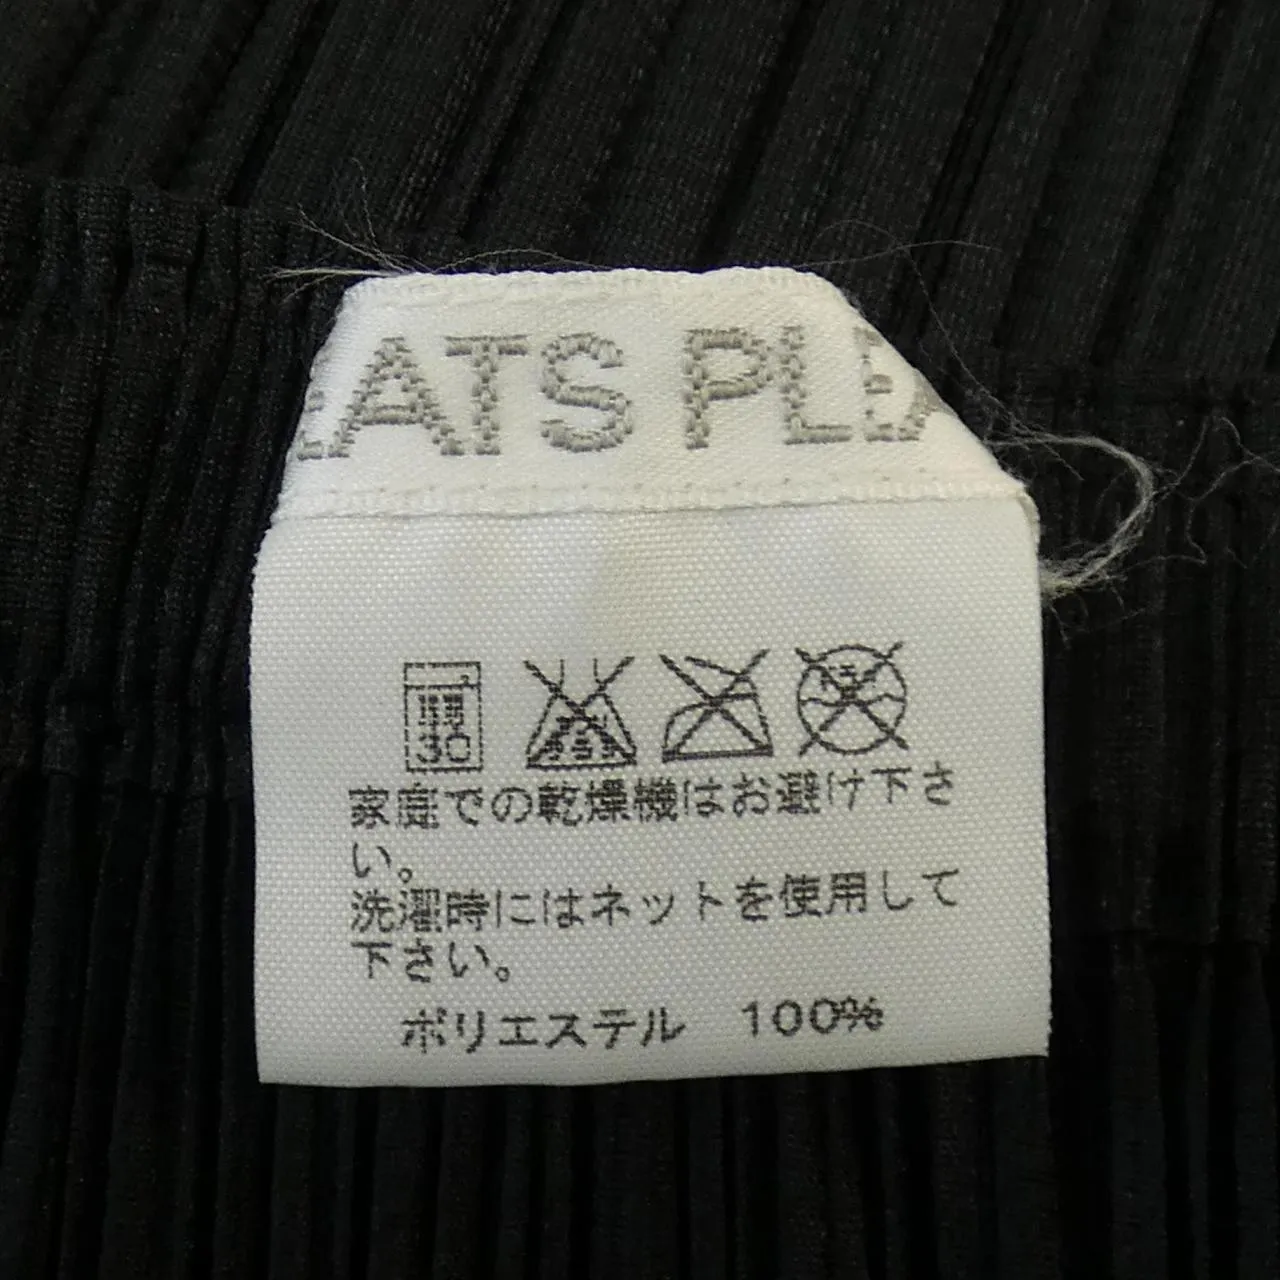 EATS PLEA
弱
30
家庭での乾燥機はお避け下さ
い。
洗濯時にはネットを使用して
下さい。
ポリエステル 100%